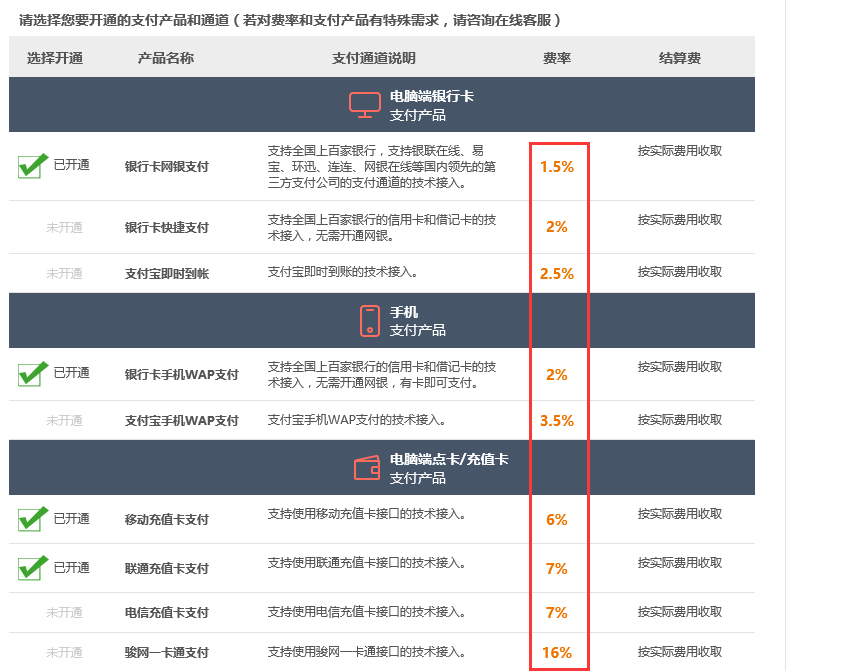 请选择您要开通的支付产品和通道（若对费率和支付产品有特殊需求，请咨询在线客服）
选择开通 产品名称 支付通道说明 费率 结算费
电脑端银行卡
支付产品
已开通 银行卡网银支付 支持全国上百家银行，支持银联在线、易
宝、环迅、连连、网银在线等国内领先的第
三方支付公司的支付通道的技术接入。 1.5% 按实际费用收取
未开通 银行卡快捷支付 支持全国上百家银行的信用卡和借记卡的技
术接入，无需开通网银。 2% 按实际费用收取
未开通 支付宝即时到帐 支付宝即时到账的技术接入。 2.5% 按实际费用收取
手机
支付产品
已开通 银行卡手机WAP支付 支持全国上百家银行的信用卡和借记卡的技
术接入，无需开通网银，有卡即可支付。 2% 按实际费用收取
未开通 支付宝手机WAP支付 支付宝手机WAP支付的技术接入。 3.5% 按实际费用收取
电脑端点卡/充值卡
支付产品
已开通 移动充值卡支付 支持使用移动充值卡接口的技术接入。 6% 按实际费用收取
已开通 联通充值卡支付 支持使用联通充值卡接口的技术接入。 7% 按实际费用收取
未开通 电信充值卡支付 支持使用电信充值卡接口的技术接入。 7% 按实际费用收取
未开通 骏网一卡通支付 支持使用骏网一卡通接口的技术接入。 16% 按实际费用收取